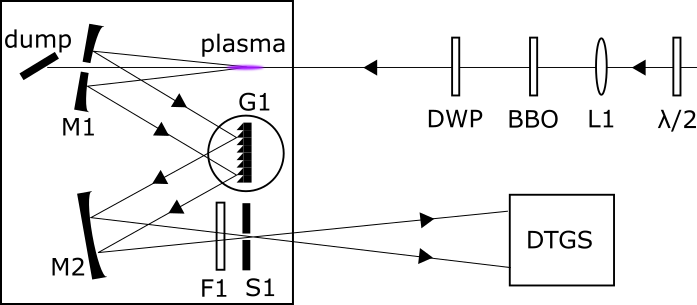 dump
plasma
G1
M1
DWP
BBO
L1
λ/2
M2
F1
S1
DTGS